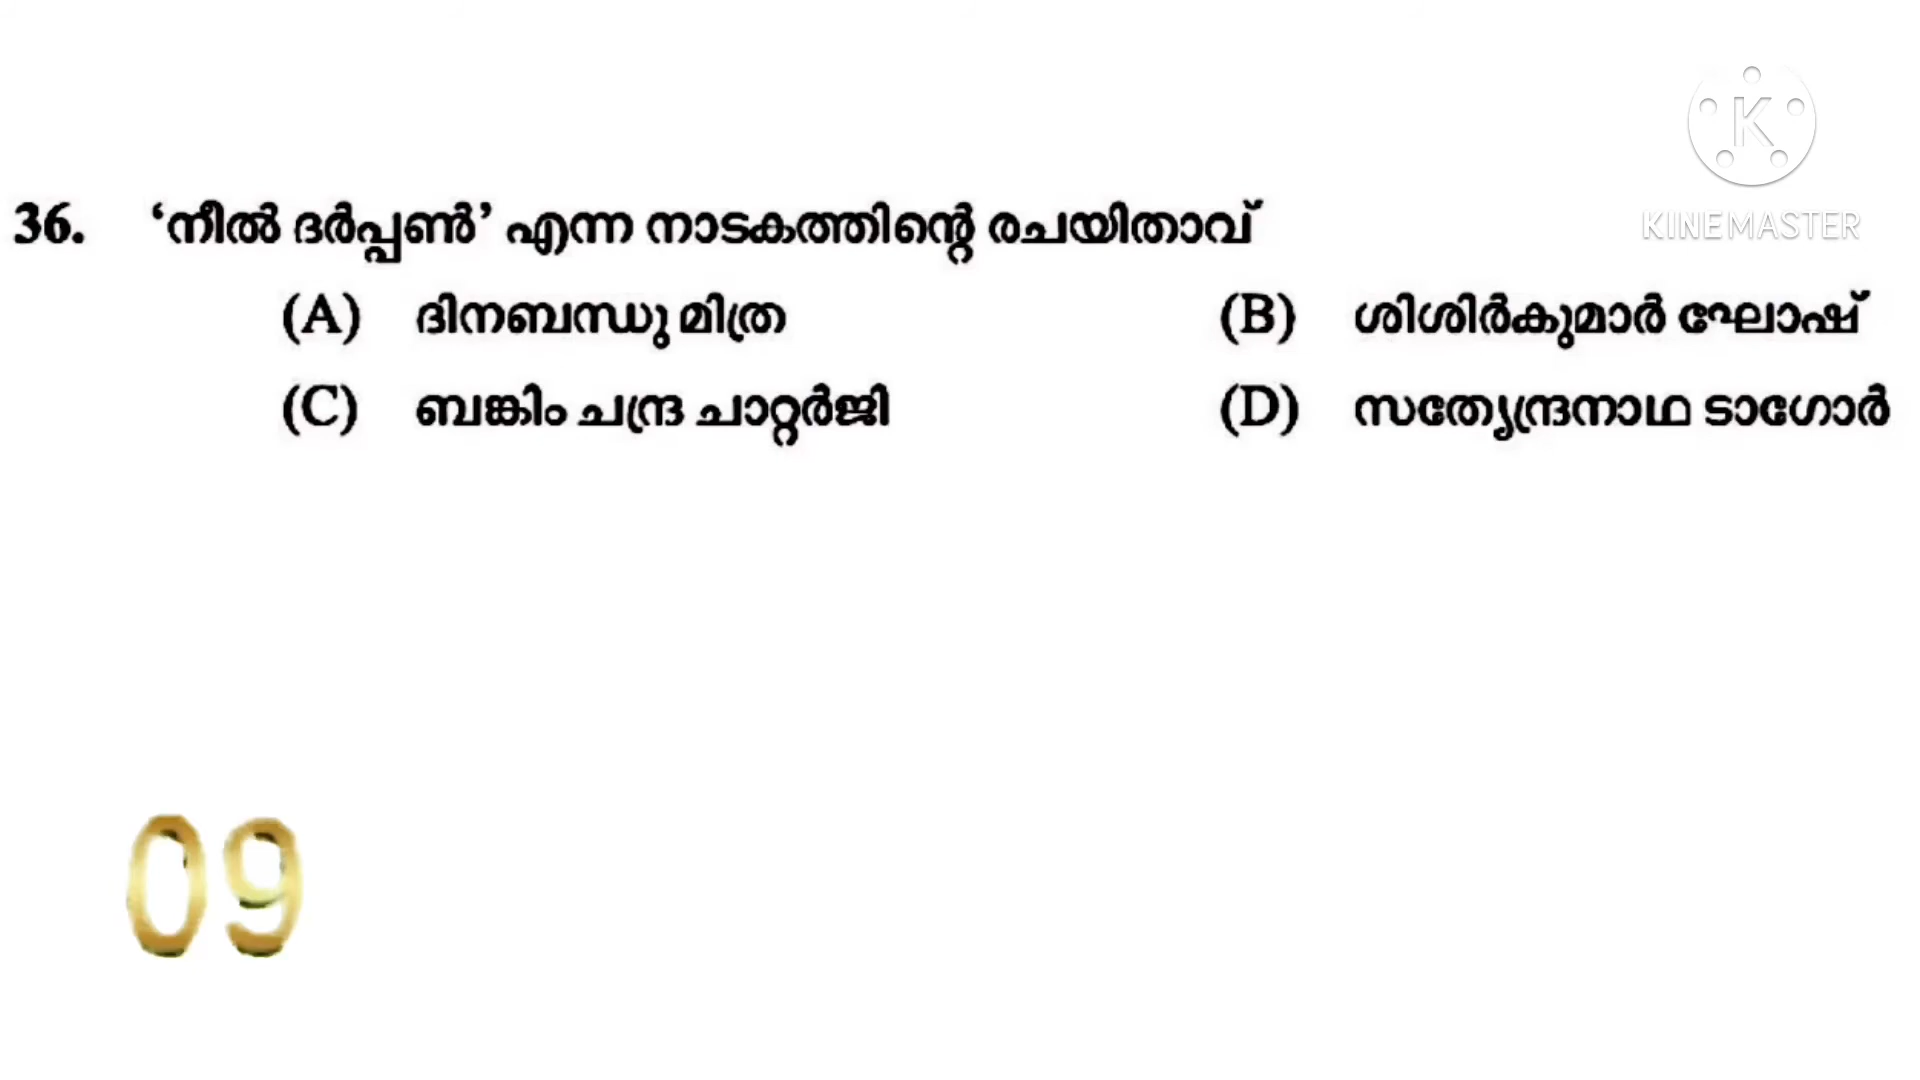 36. ‘നീൽ ദർപ്പൺ’ എന്ന നാടകത്തിന്റെ രചയിതാവ്
(A) ദിനബന്ധു മിത്ര (B) ശിശിർകുമാർ ഘോഷ്
(C) ബങ്കിം ചന്ദ്ര ചാറ്റർജി (D) സത്യേന്ദ്രനാഥ ടാഗോർ
K
KINEMASTER
09